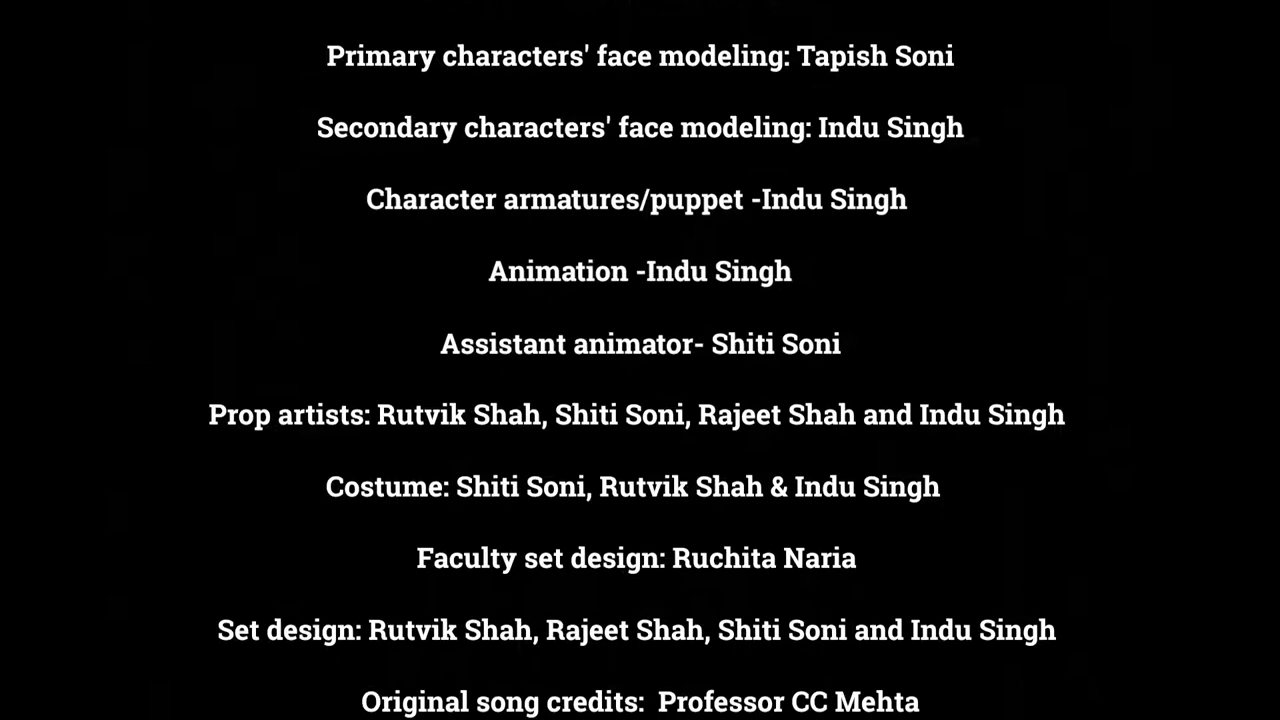 Primary characters' face modeling: Tapish Soni
Secondary characters' face modeling: Indu Singh
Character armatures/puppet -Indu Singh
Animation -Indu Singh
Assistant animator- Shiti Soni
Prop artists: Rutvik Shah, Shiti Soni, Rajeet Shah and Indu Singh
Costume: Shiti Soni, Rutvik Shah & Indu Singh
Faculty set design: Ruchita Naria
Set design: Rutvik Shah, Rajeet Shah, Shiti Soni and Indu Singh
Original song credits:  Professor CC Mehta